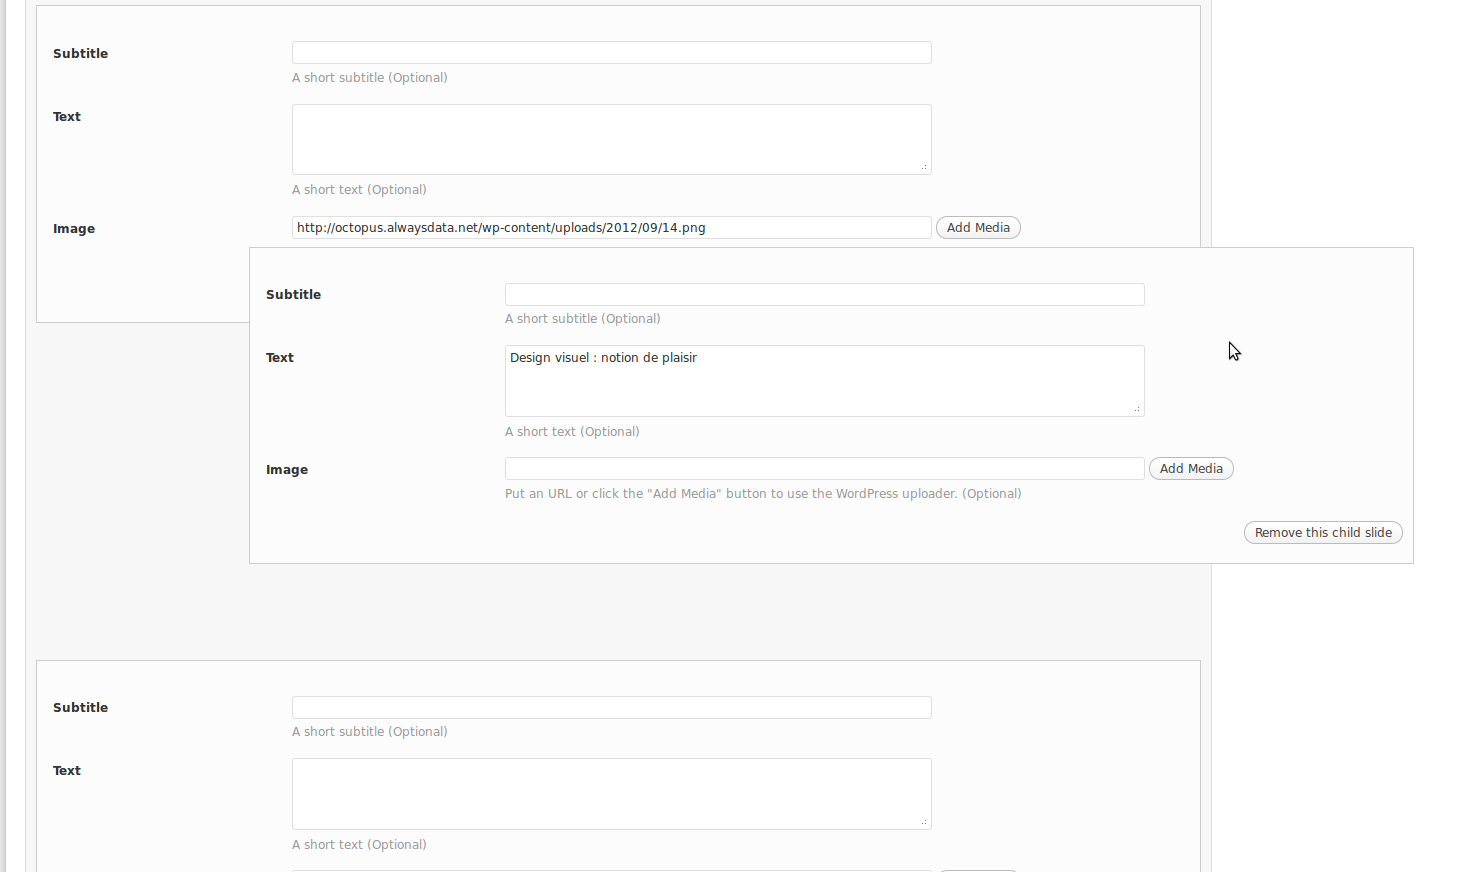 Subtitle
A short subtitle (Optional)
Text
A short text (Optional)
Image http://octopus.alwaysdata.net/wp-content/uploads/2012/09/14.png Add Media
Subtitle
A short subtitle (Optional)
Text Design visuel : notion de plaisir
A short text (Optional)
Image Add Media
Put an URL or click the "Add Media" button to use the WordPress uploader. (Optional)
Remove this child slide
Subtitle
A short subtitle (Optional)
Text
A short text (Optional)